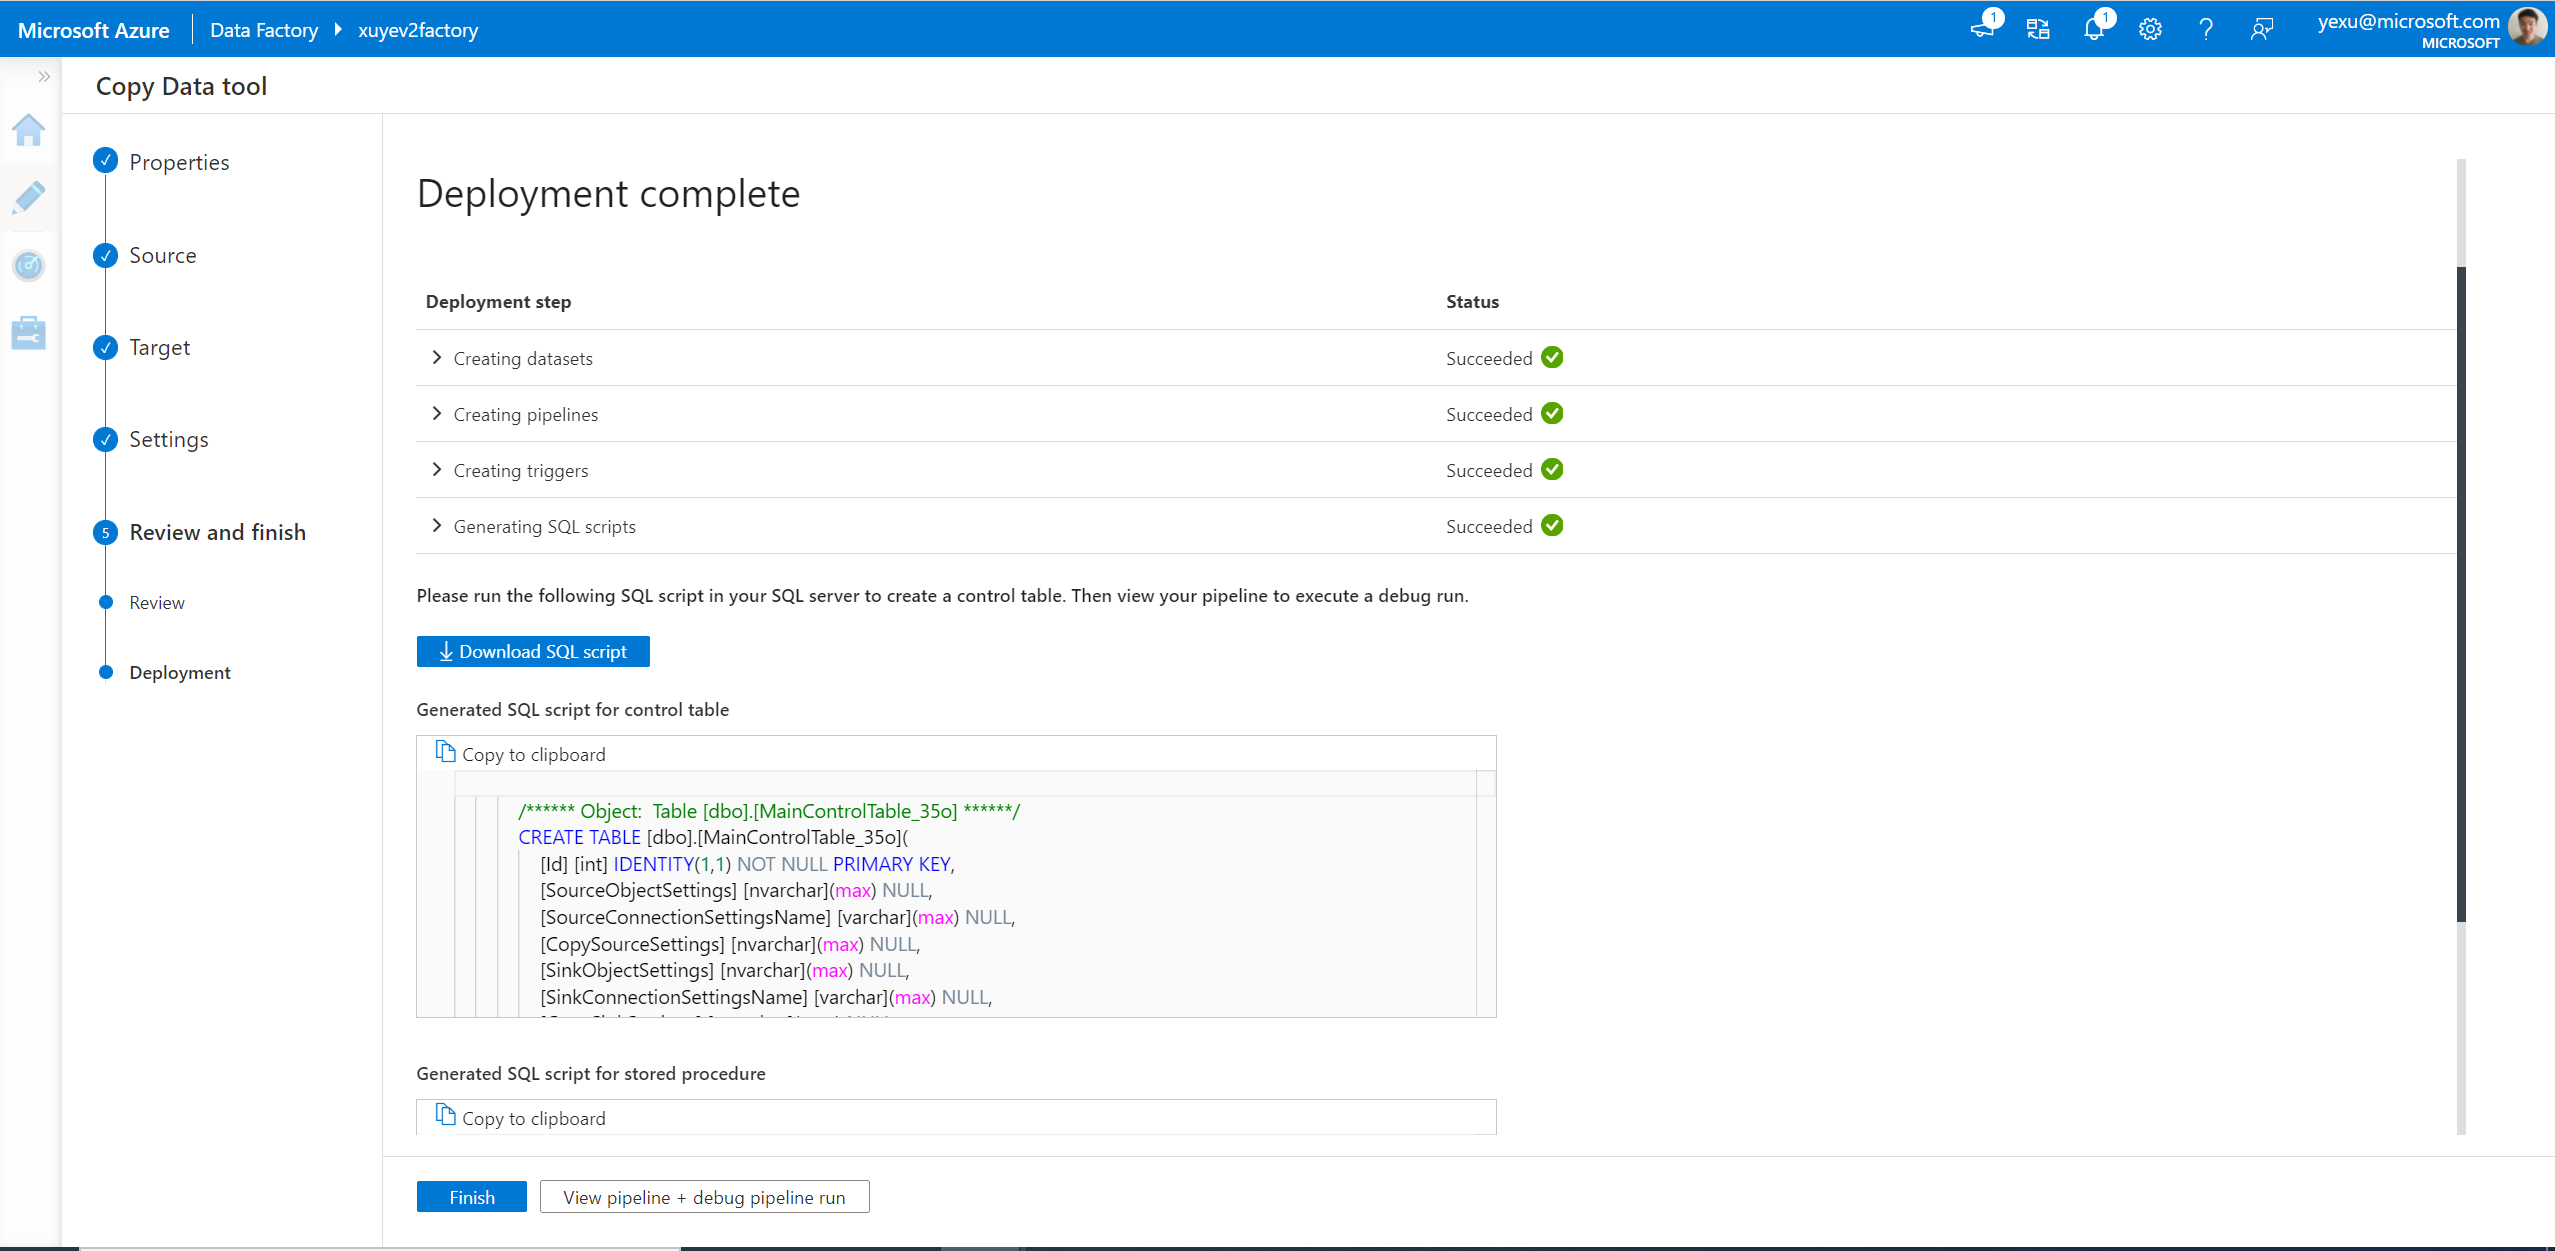 Microsoft Azure Data Factory xuyev2factory 1 1 yexu@microsoft.com
MICROSOFT
Copy Data tool
Properties
Source
Target
Settings
5 Review and finish
Review
Deployment
Deployment complete
Deployment step Status
Creating datasets Succeeded
Creating pipelines Succeeded
Creating triggers Succeeded
Generating SQL scripts Succeeded
Please run the following SQL script in your SQL server to create a control table. Then view your pipeline to execute a debug run.
Download SQL script
Generated SQL script for control table
Copy to clipboard
/****** Object:  Table [dbo].[MainControlTable_35o] ******/
CREATE TABLE [dbo].[MainControlTable_35o](
[Id] [int] IDENTITY(1,1) NOT NULL PRIMARY KEY,
[SourceObjectSettings] [nvarchar](max) NULL,
[SourceConnectionSettingsName] [varchar](max) NULL,
[CopySourceSettings] [nvarchar](max) NULL,
[SinkObjectSettings] [nvarchar](max) NULL,
[SinkConnectionSettingsName] [varchar](max) NULL,
Generated SQL script for stored procedure
Copy to clipboard
Finish View pipeline + debug pipeline run